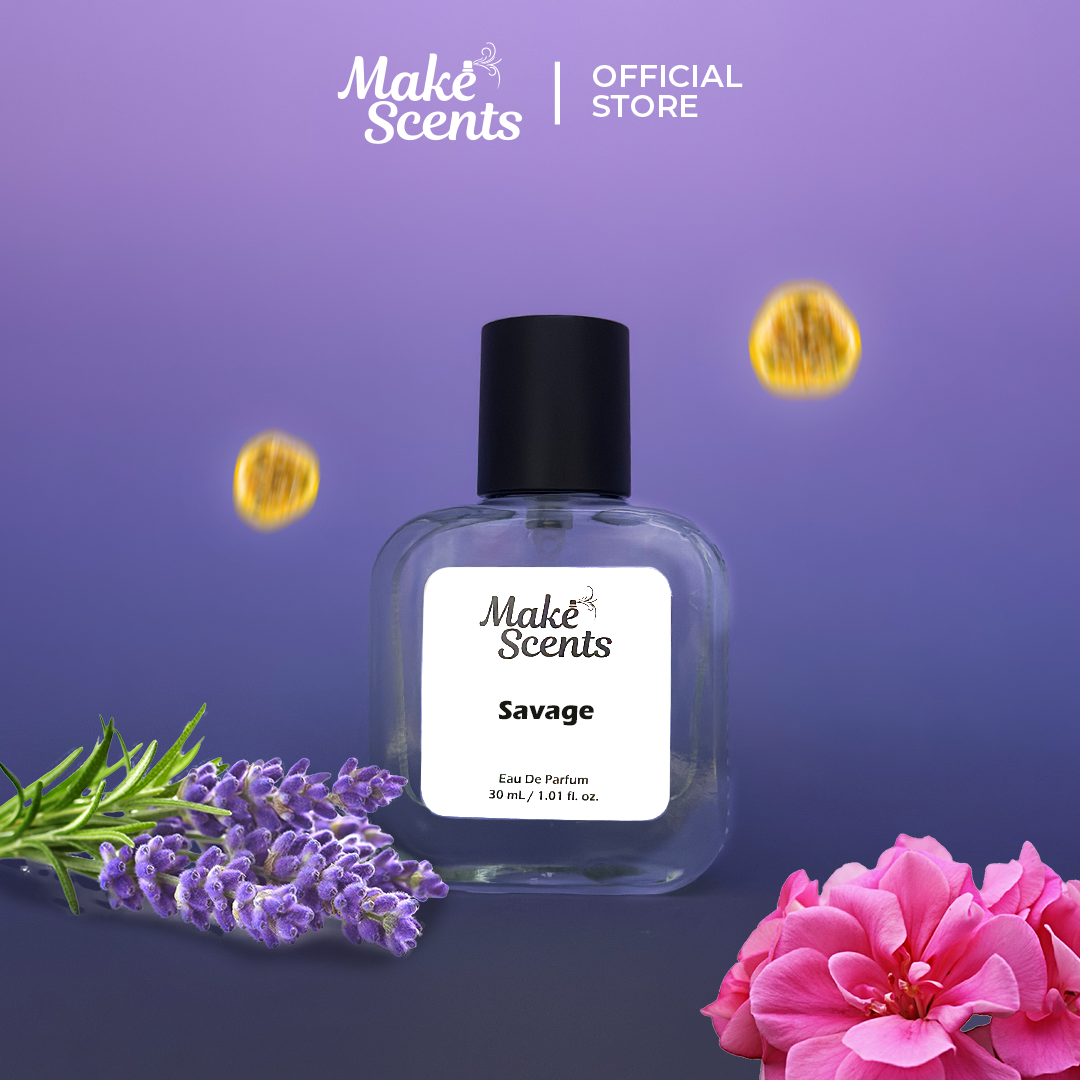 Make
Scents
OFFICIAL
STORE
Make
Scents
Savage
Eau De Parfum
30 mL / 1.01 fl. oz.